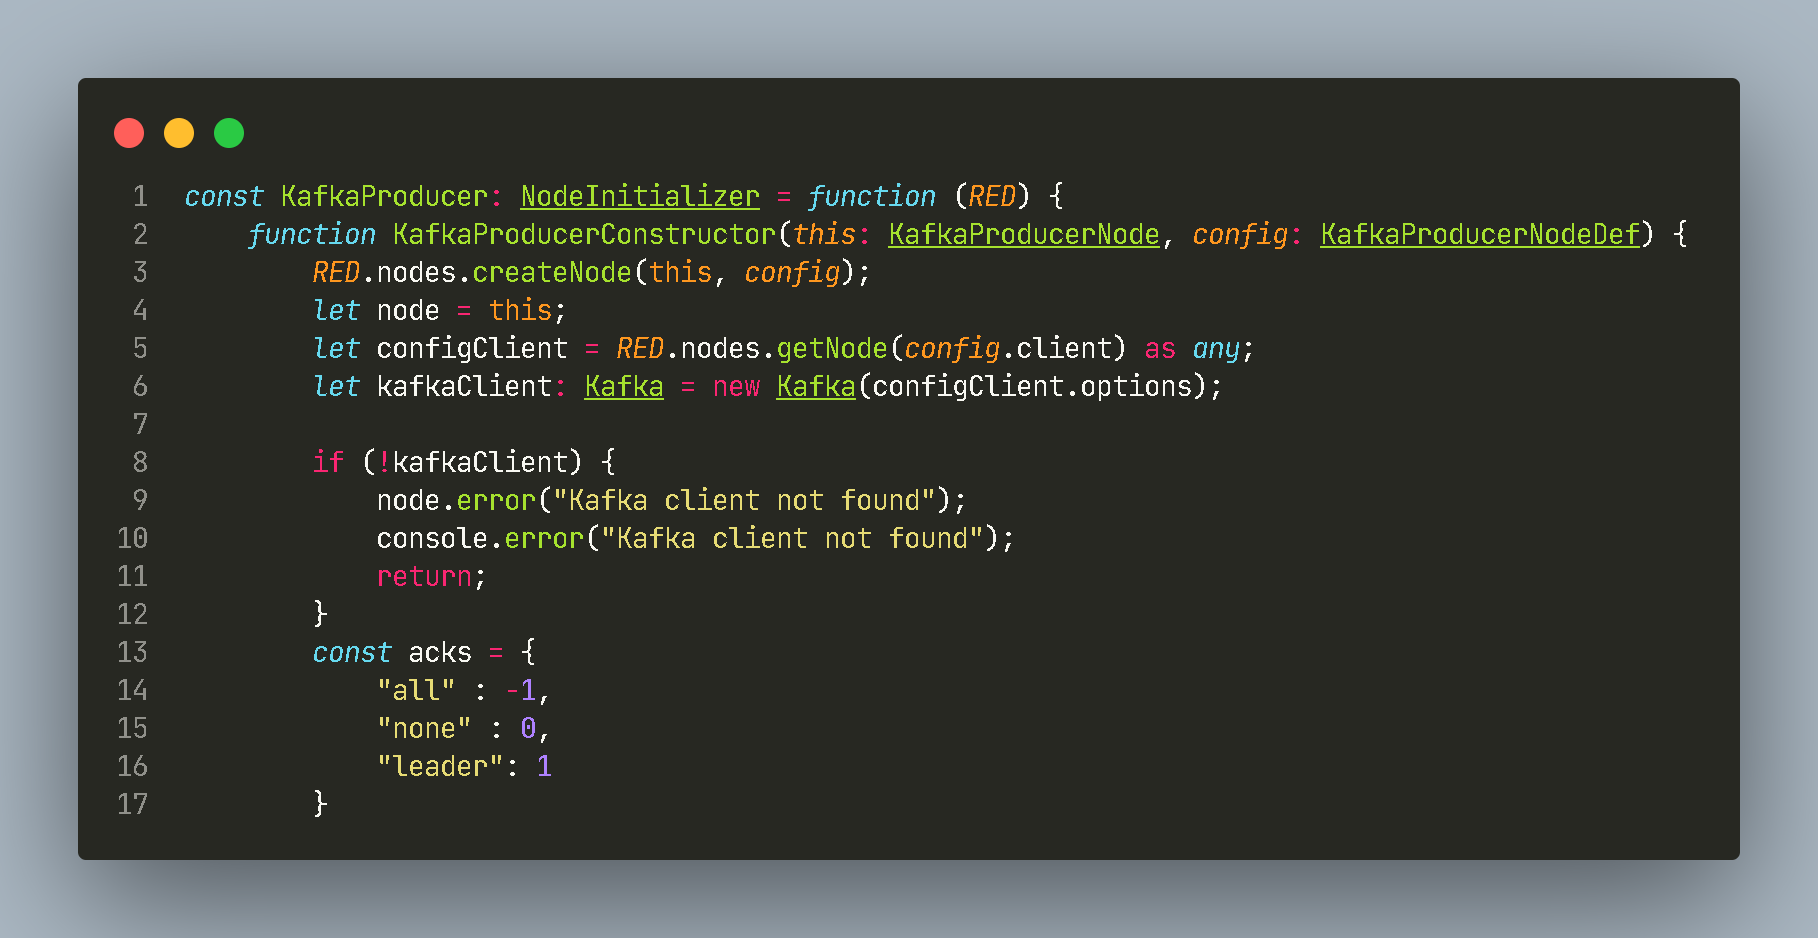 1 const KafkaProducer: NodeInitializer = function (RED) {
2     function KafkaProducerConstructor(this: KafkaProducerNode, config: KafkaProducerNodeDef) {
3         RED.nodes.createNode(this, config);
4         let node = this;
5         let configClient = RED.nodes.getNode(config.client) as any;
6         let kafkaClient: Kafka = new Kafka(configClient.options);
7
8         if (!kafkaClient) {
9             node.error("Kafka client not found");
10             console.error("Kafka client not found");
11             return;
12         }
13         const acks = {
14             "all" : -1,
15             "none" : 0,
16             "leader": 1
17         }